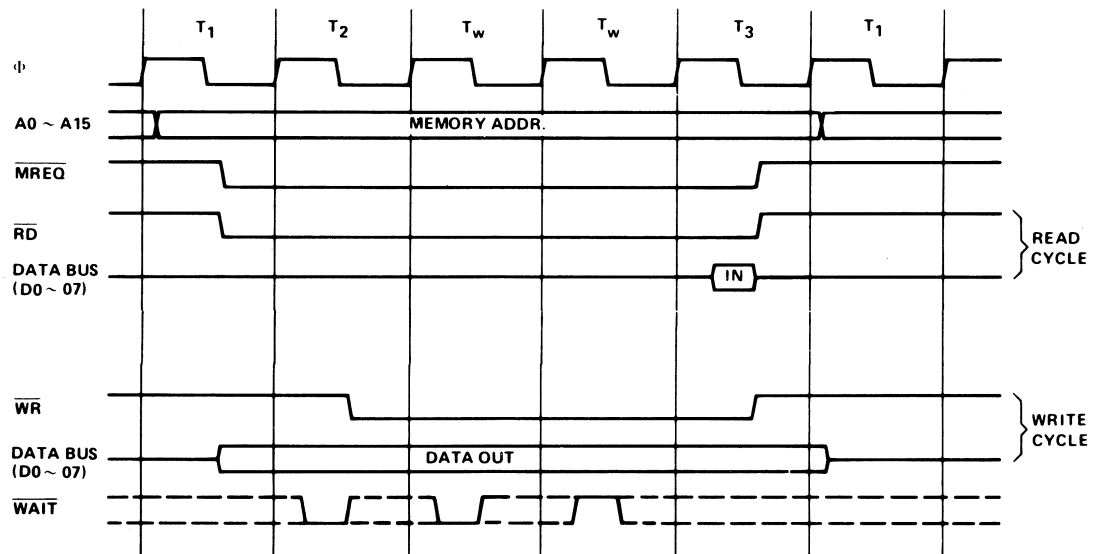 T1 T2 Tw Tw T3 T1
Φ
A0 ~ A15 MEMORY ADDR.
MREQ
RD
READ
CYCLE
DATA BUS
(D0 ~ 07)
IN
WR
WRITE
CYCLE
DATA BUS
(D0 ~ 07)
DATA OUT
WAIT